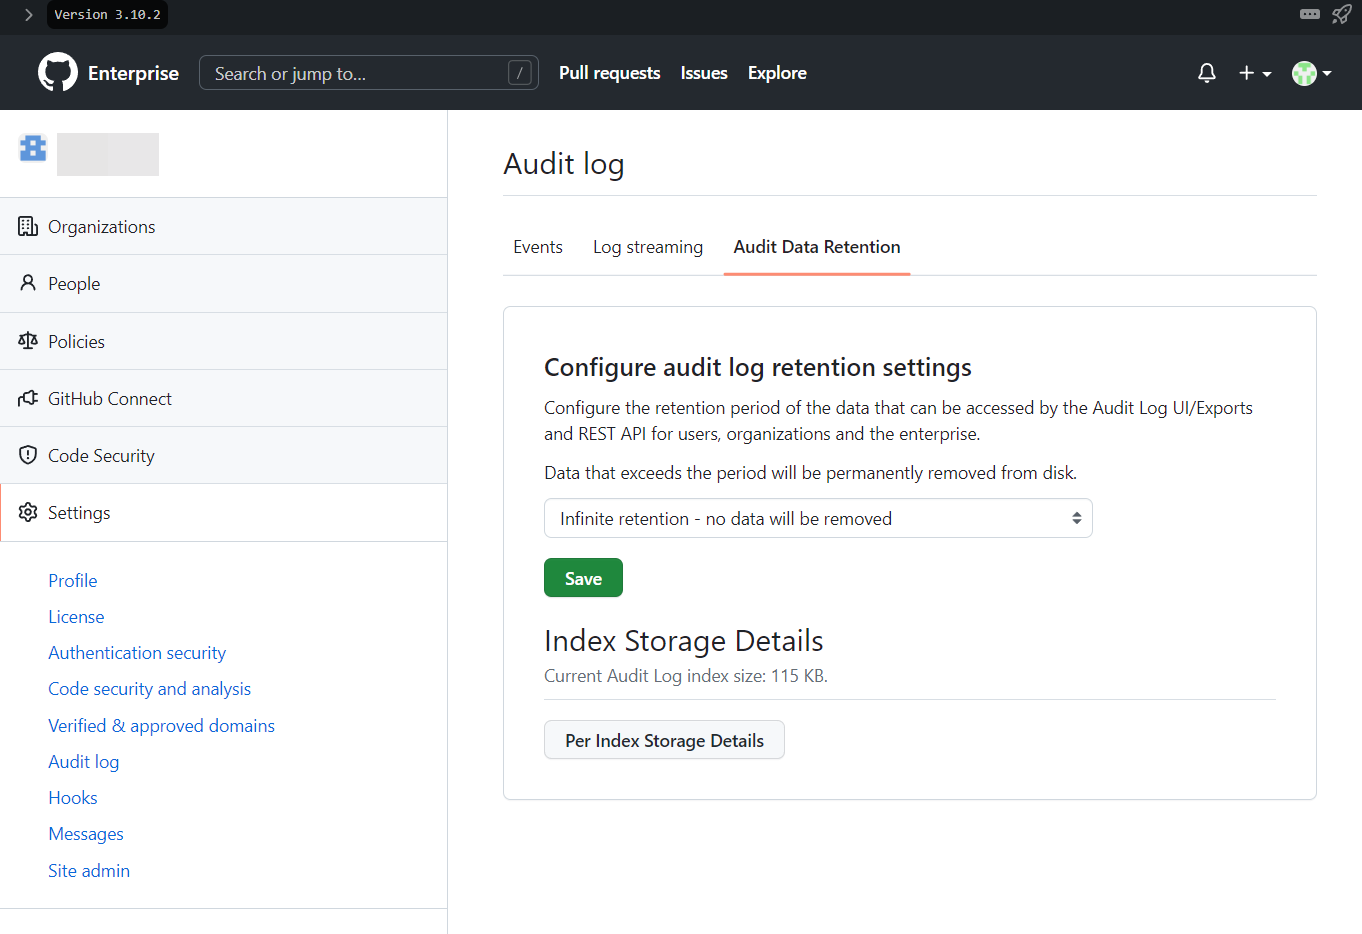 Version 3.10.2
Enterprise
Search or jump to...
/
Pull requests
Issues
Explore
Organizations
People
Policies
GitHub Connect
Code Security
Settings
Profile
License
Authentication security
Code security and analysis
Verified & approved domains
Audit log
Hooks
Messages
Site admin
Audit log
Events
Log streaming
Audit Data Retention
Configure audit log retention settings
Configure the retention period of the data that can be accessed by the Audit Log UI/Exports
and REST API for users, organizations and the enterprise.
Data that exceeds the period will be permanently removed from disk.
Infinite retention - no data will be removed
Save
Index Storage Details
Current Audit Log index size: 115 KB.
Per Index Storage Details